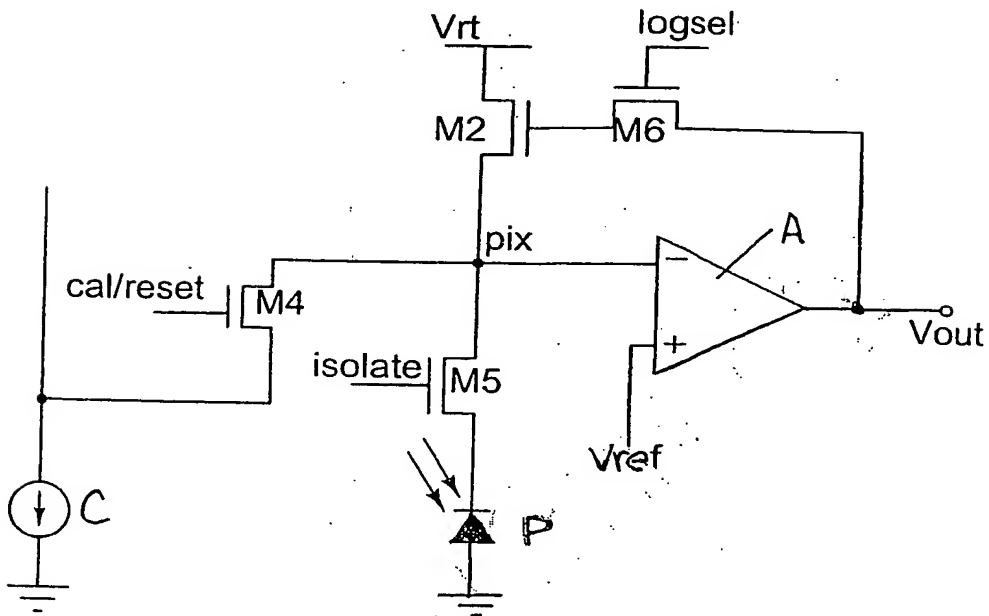 Vrt
logsel
M2
M6
A
pix
cal/reset
M4
−
isolate
M5
+
Vout
Vref
C
P